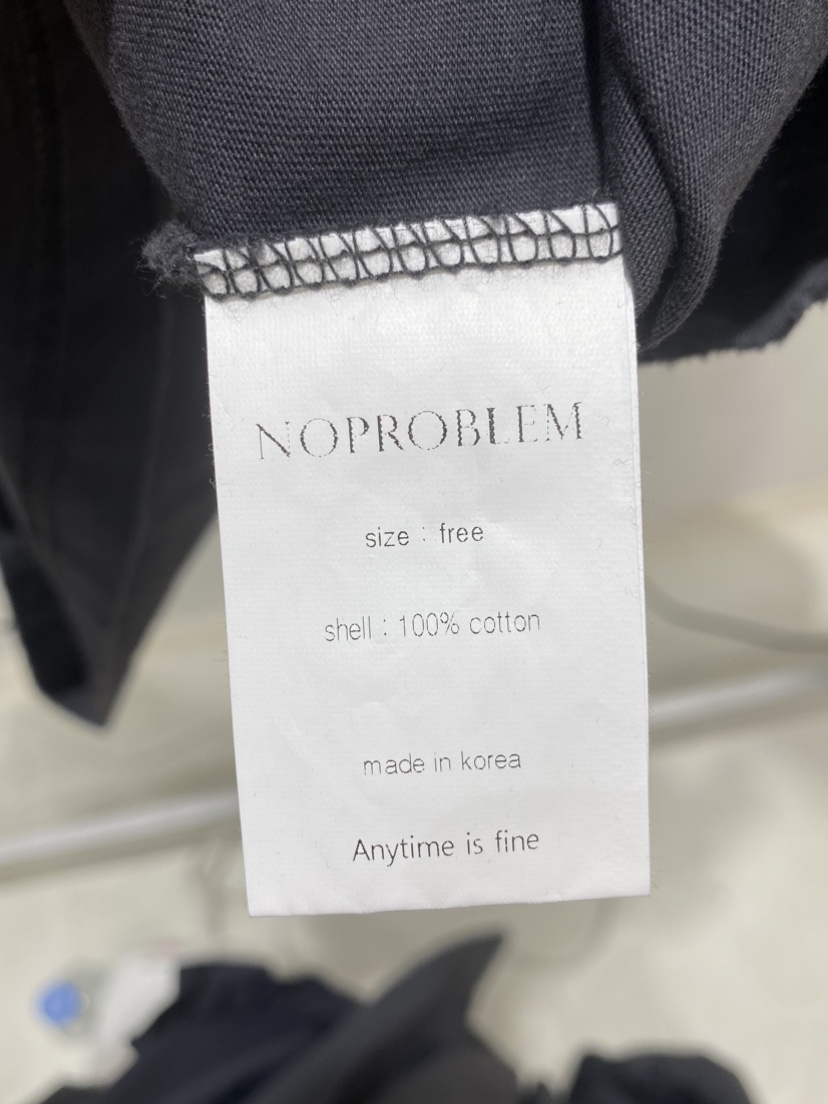 NOPROBLEM
size : free
shell : 100% cotton
made in korea
Anytime is fine